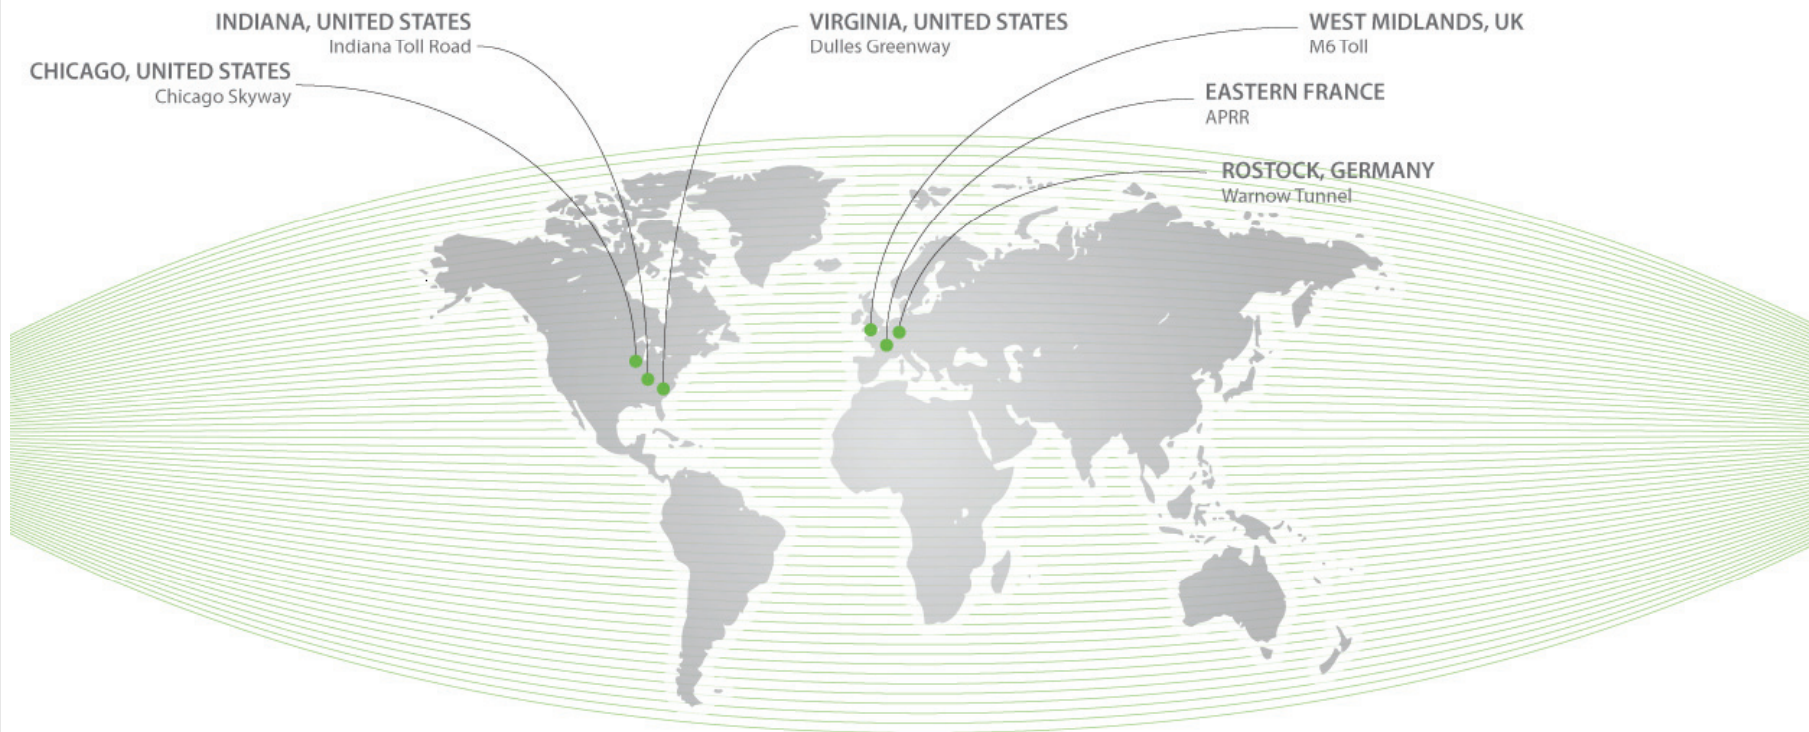 INDIANA, UNITED STATES
Indiana Toll Road
CHICAGO, UNITED STATES
Chicago Skyway
VIRGINIA, UNITED STATES
Dulles Greenway
WEST MIDLANDS, UK
M6 Toll
EASTERN FRANCE
APRR
ROSTOCK, GERMANY
Warnow Tunnel